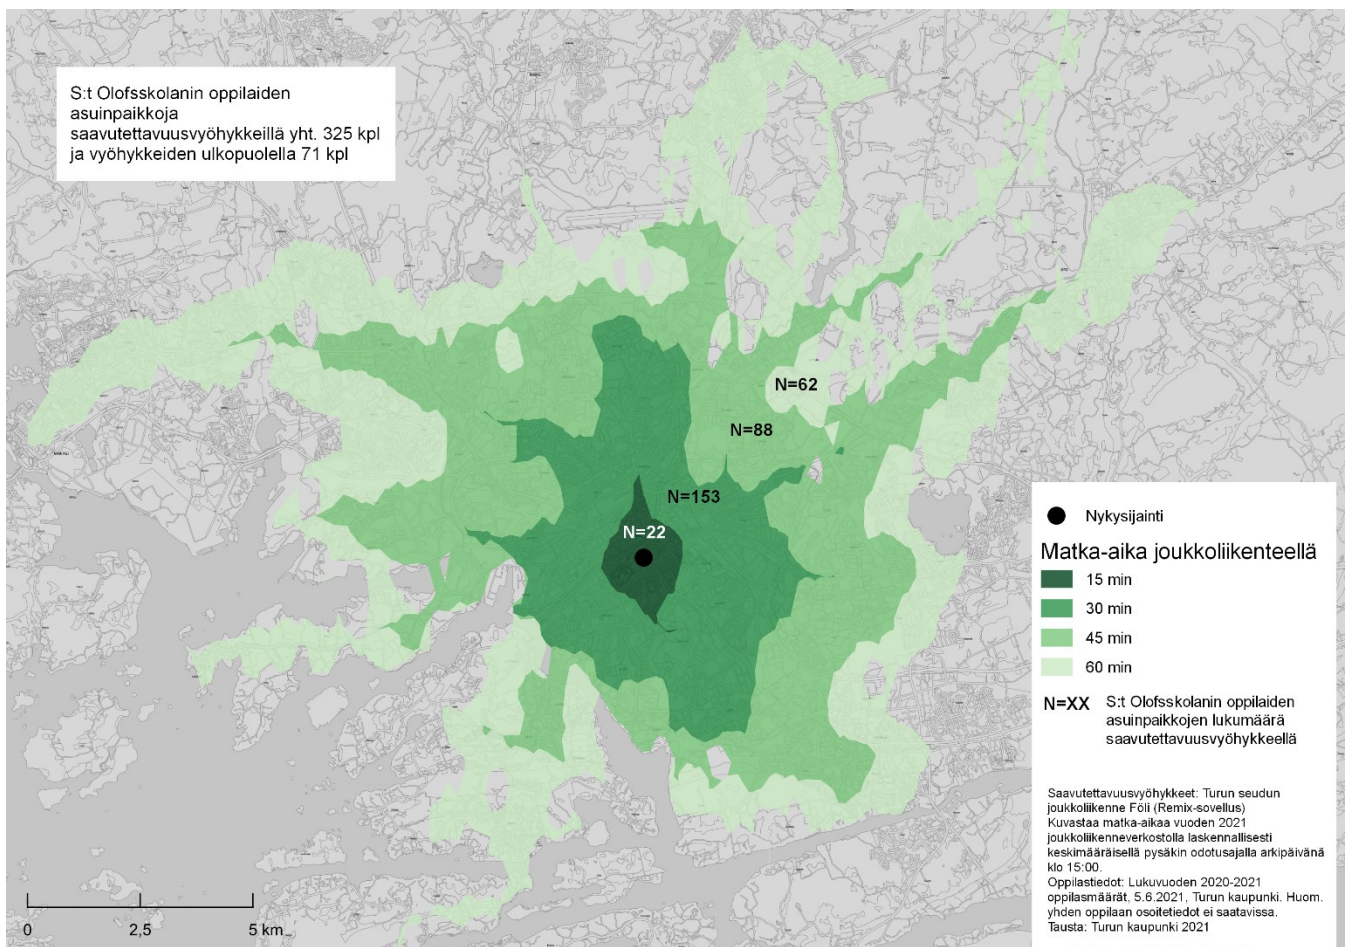 S:t Olofsskolanin oppilaiden
asuinpaikkoja
saavutettavuusvyöhykkeillä yht. 325 kpl
ja vyöhykkeiden ulkopuolella 71 kpl
N=62
N=88
N=153
N=22
Nykysijainti
Matka-aika joukkoliikenteellä
15 min
30 min
45 min
60 min
N=XX S:t Olofsskolanin oppilaiden
asuinpaikkojen lukumäärä
saavutettavuusvyöhykkeellä
Saavutettavuusvyöhykkeet: Turun seudun
joukkoliikenne Föli (Remix-sovellus)
Kuvastaa matka-aikaa vuoden 2021
joukkoliikenneverkostolla laskennallisesti
keskimääräisellä pysäkin odotusajalla arkipäivänä
klo 15:00.
Oppilastiedot: Lukuvuoden 2020-2021
oppilasmäärät, 5.6.2021, Turun kaupunki. Huom.
yhden oppilaan osoitetiedot ei saatavissa.
Tausta: Turun kaupunki 2021
0 2,5 5 km